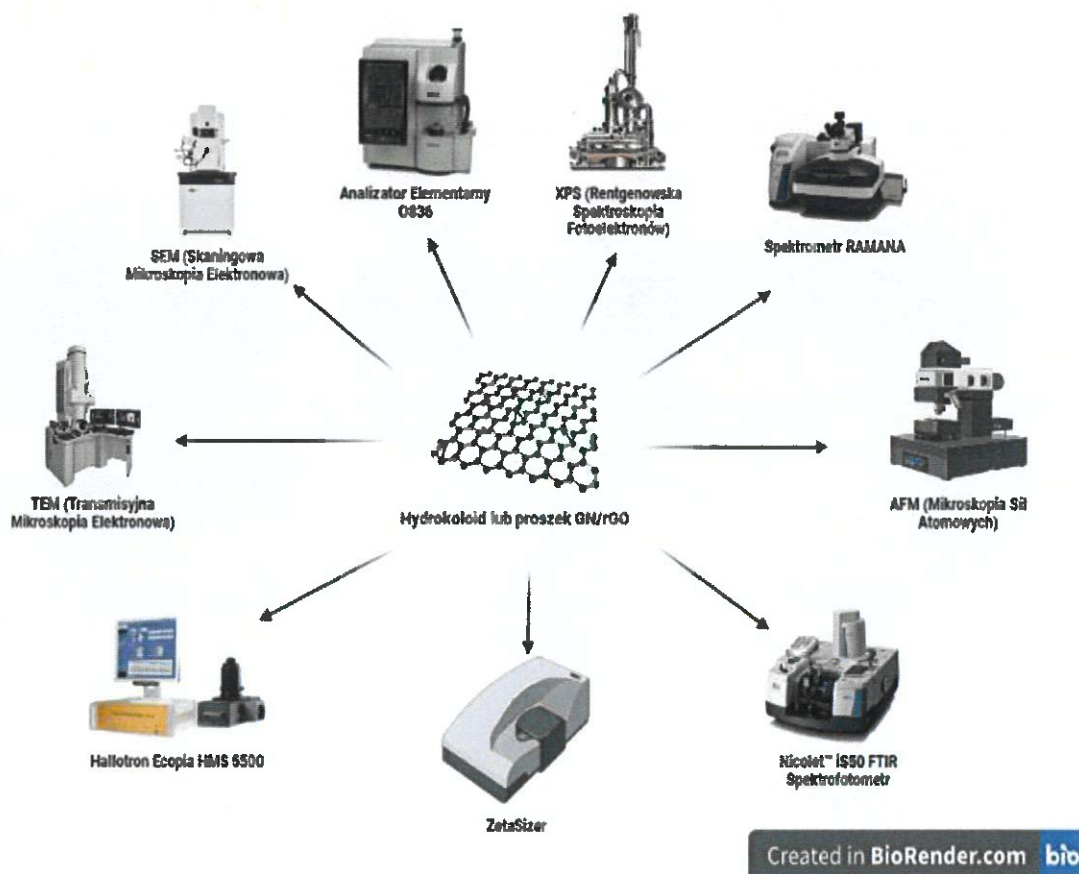 Analizator Elementarny
O836
XPS (Rentgenowska
Spektroskopia
Fotoelektronów)
Spektrometr RAMANA
SEM (Skaningowa
Mikroskopia Elektronowa)
TEM (Transmisyjna
Mikroskopia Elektronowa)
Hydrokoloid lub proszek GN/rGO
AFM (Mikroskopia Sił
Atomowych)
Hallotron Ecopia HMS 5500
ZetaSizer
Nicolet™ iS50 FTIR
Spektrofotometr
Created in BioRender.com bio